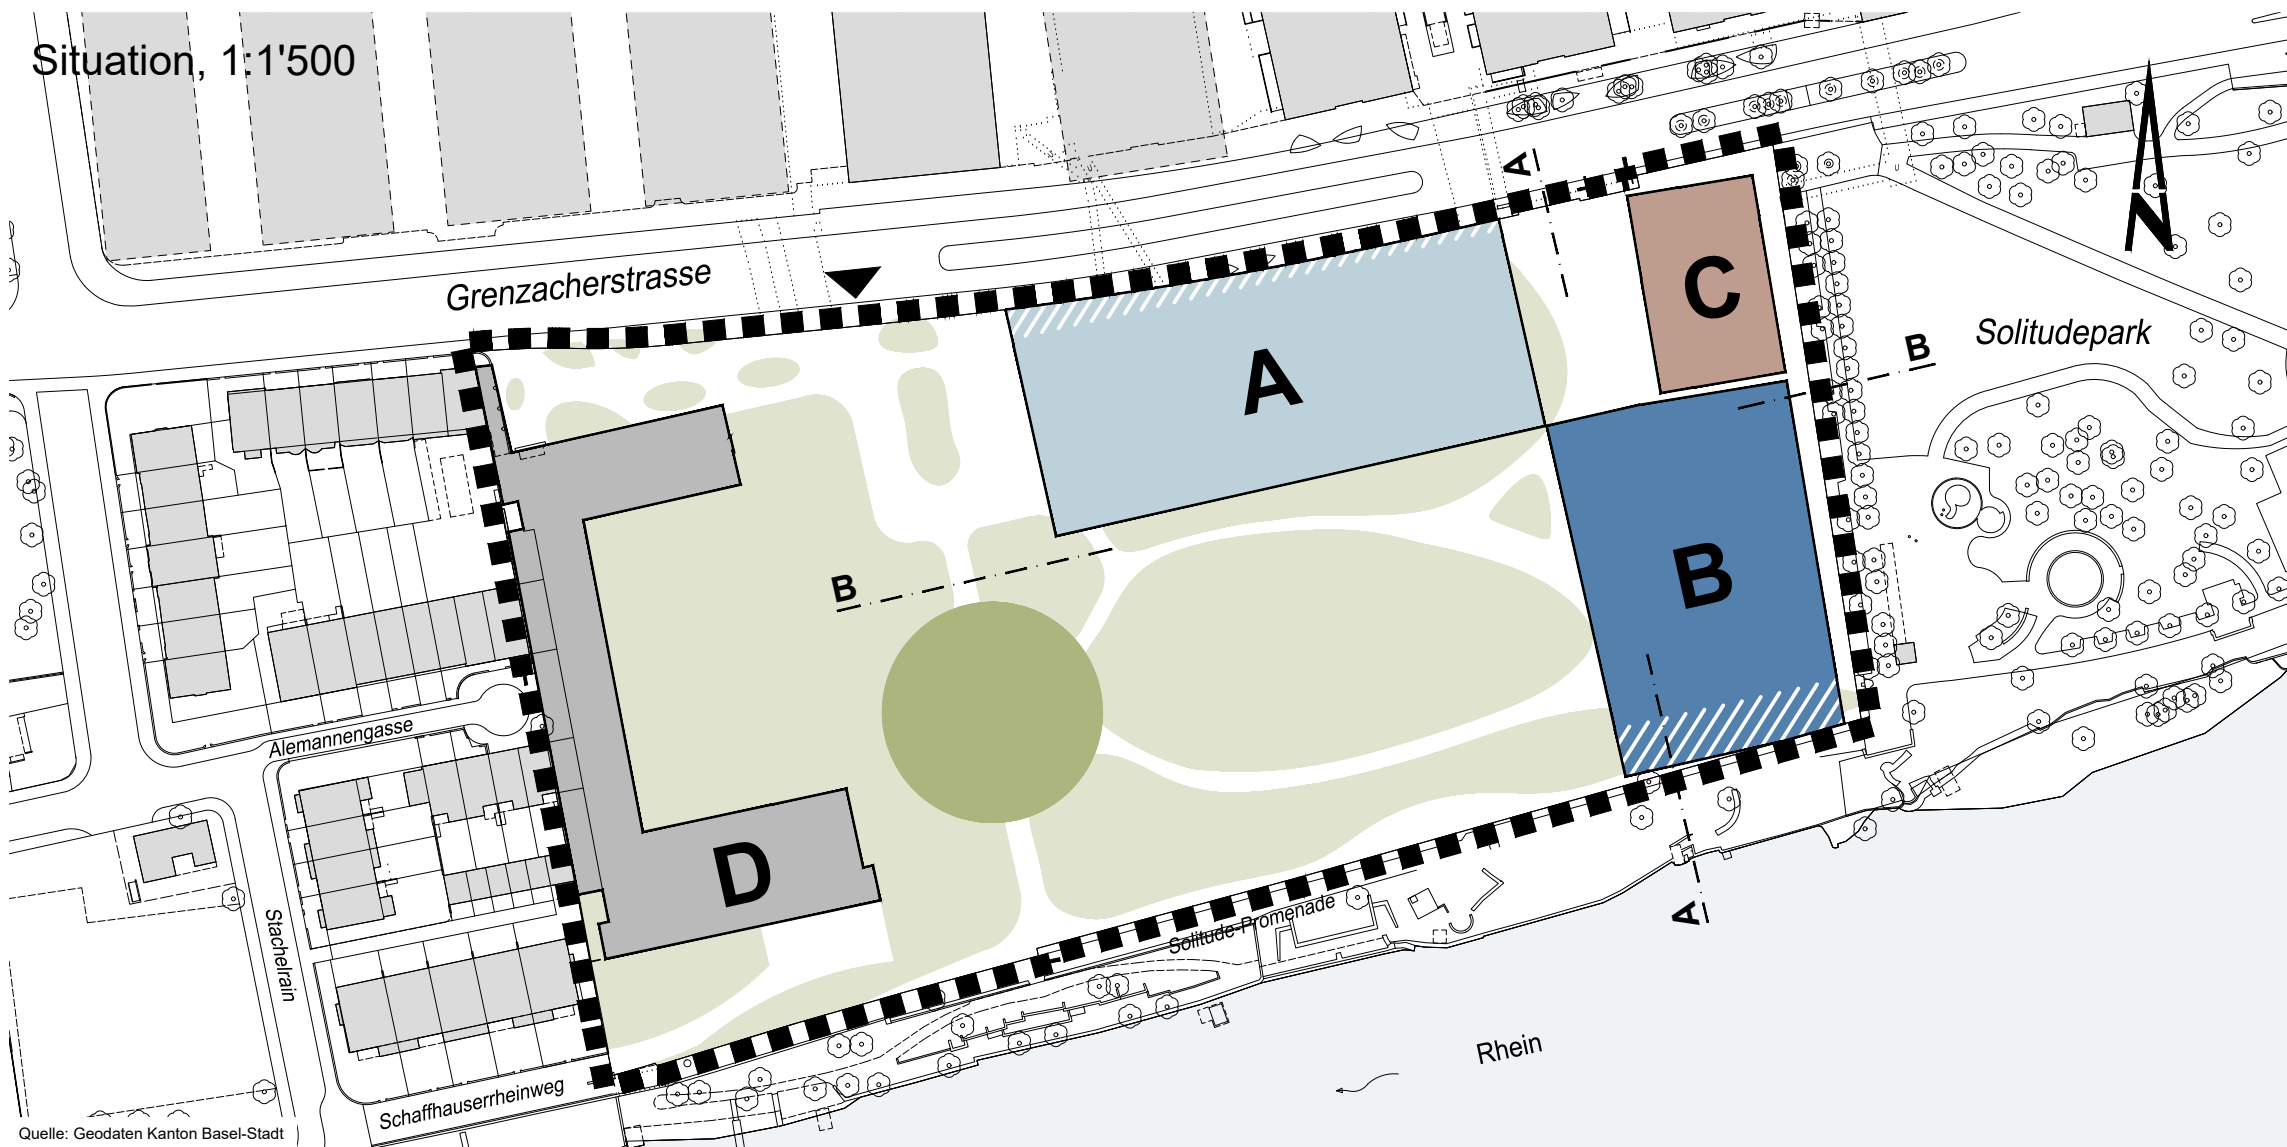 Situation, 1:1'500
Grenzacherstrasse
A
C
B
Solitudepark
A
B
B
D
Alemannengasse
Stachelrain
Solitude-Promenade
A
Rhein
Schaffhauserrheinweg
Quelle: Geodaten Kanton Basel-Stadt
N